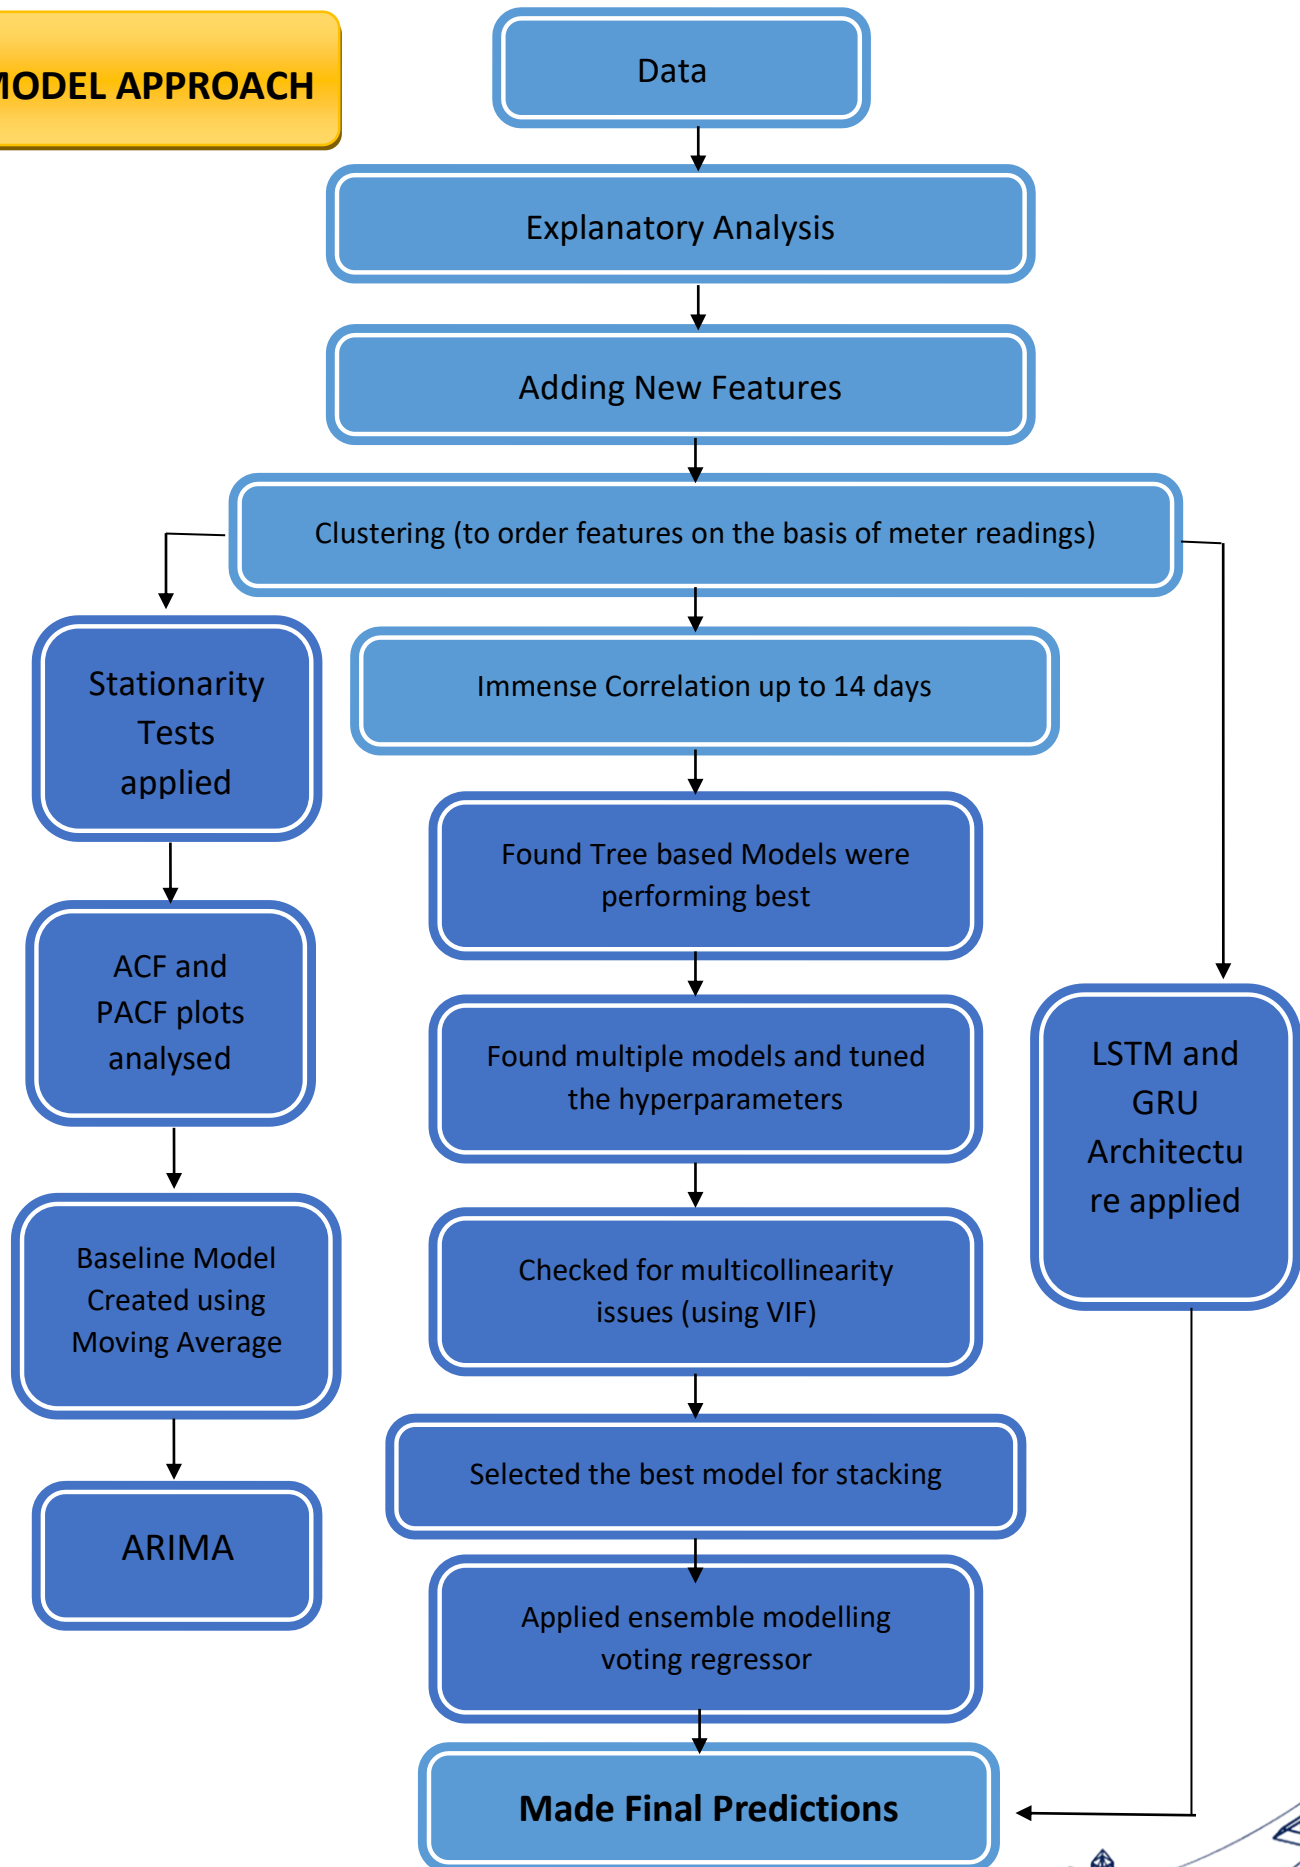 MODEL APPROACH
Data
Explanatory Analysis
Adding New Features
Clustering (to order features on the basis of meter readings)
Stationarity
Tests
applied
ACF and
PACF plots
analysed
Baseline Model
Created using
Moving Average
ARIMA
Immense Correlation up to 14 days
Found Tree based Models were
performing best
Found multiple models and tuned
the hyperparameters
Checked for multicollinearity
issues (using VIF)
Selected the best model for stacking
Applied ensemble modelling
voting regressor
LSTM and
GRU
Architectu
re applied
Made Final Predictions